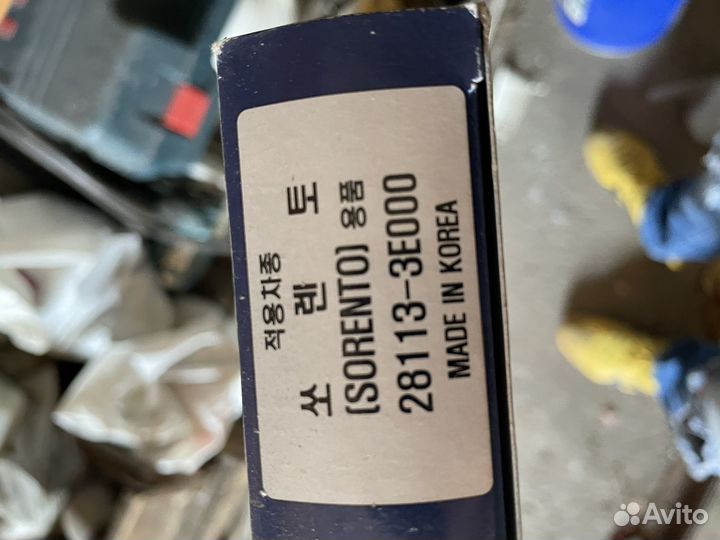 적용차종
쏘 렌 토
(SORENTO) 용품
28113-3E000
MADE IN KOREA
Avito